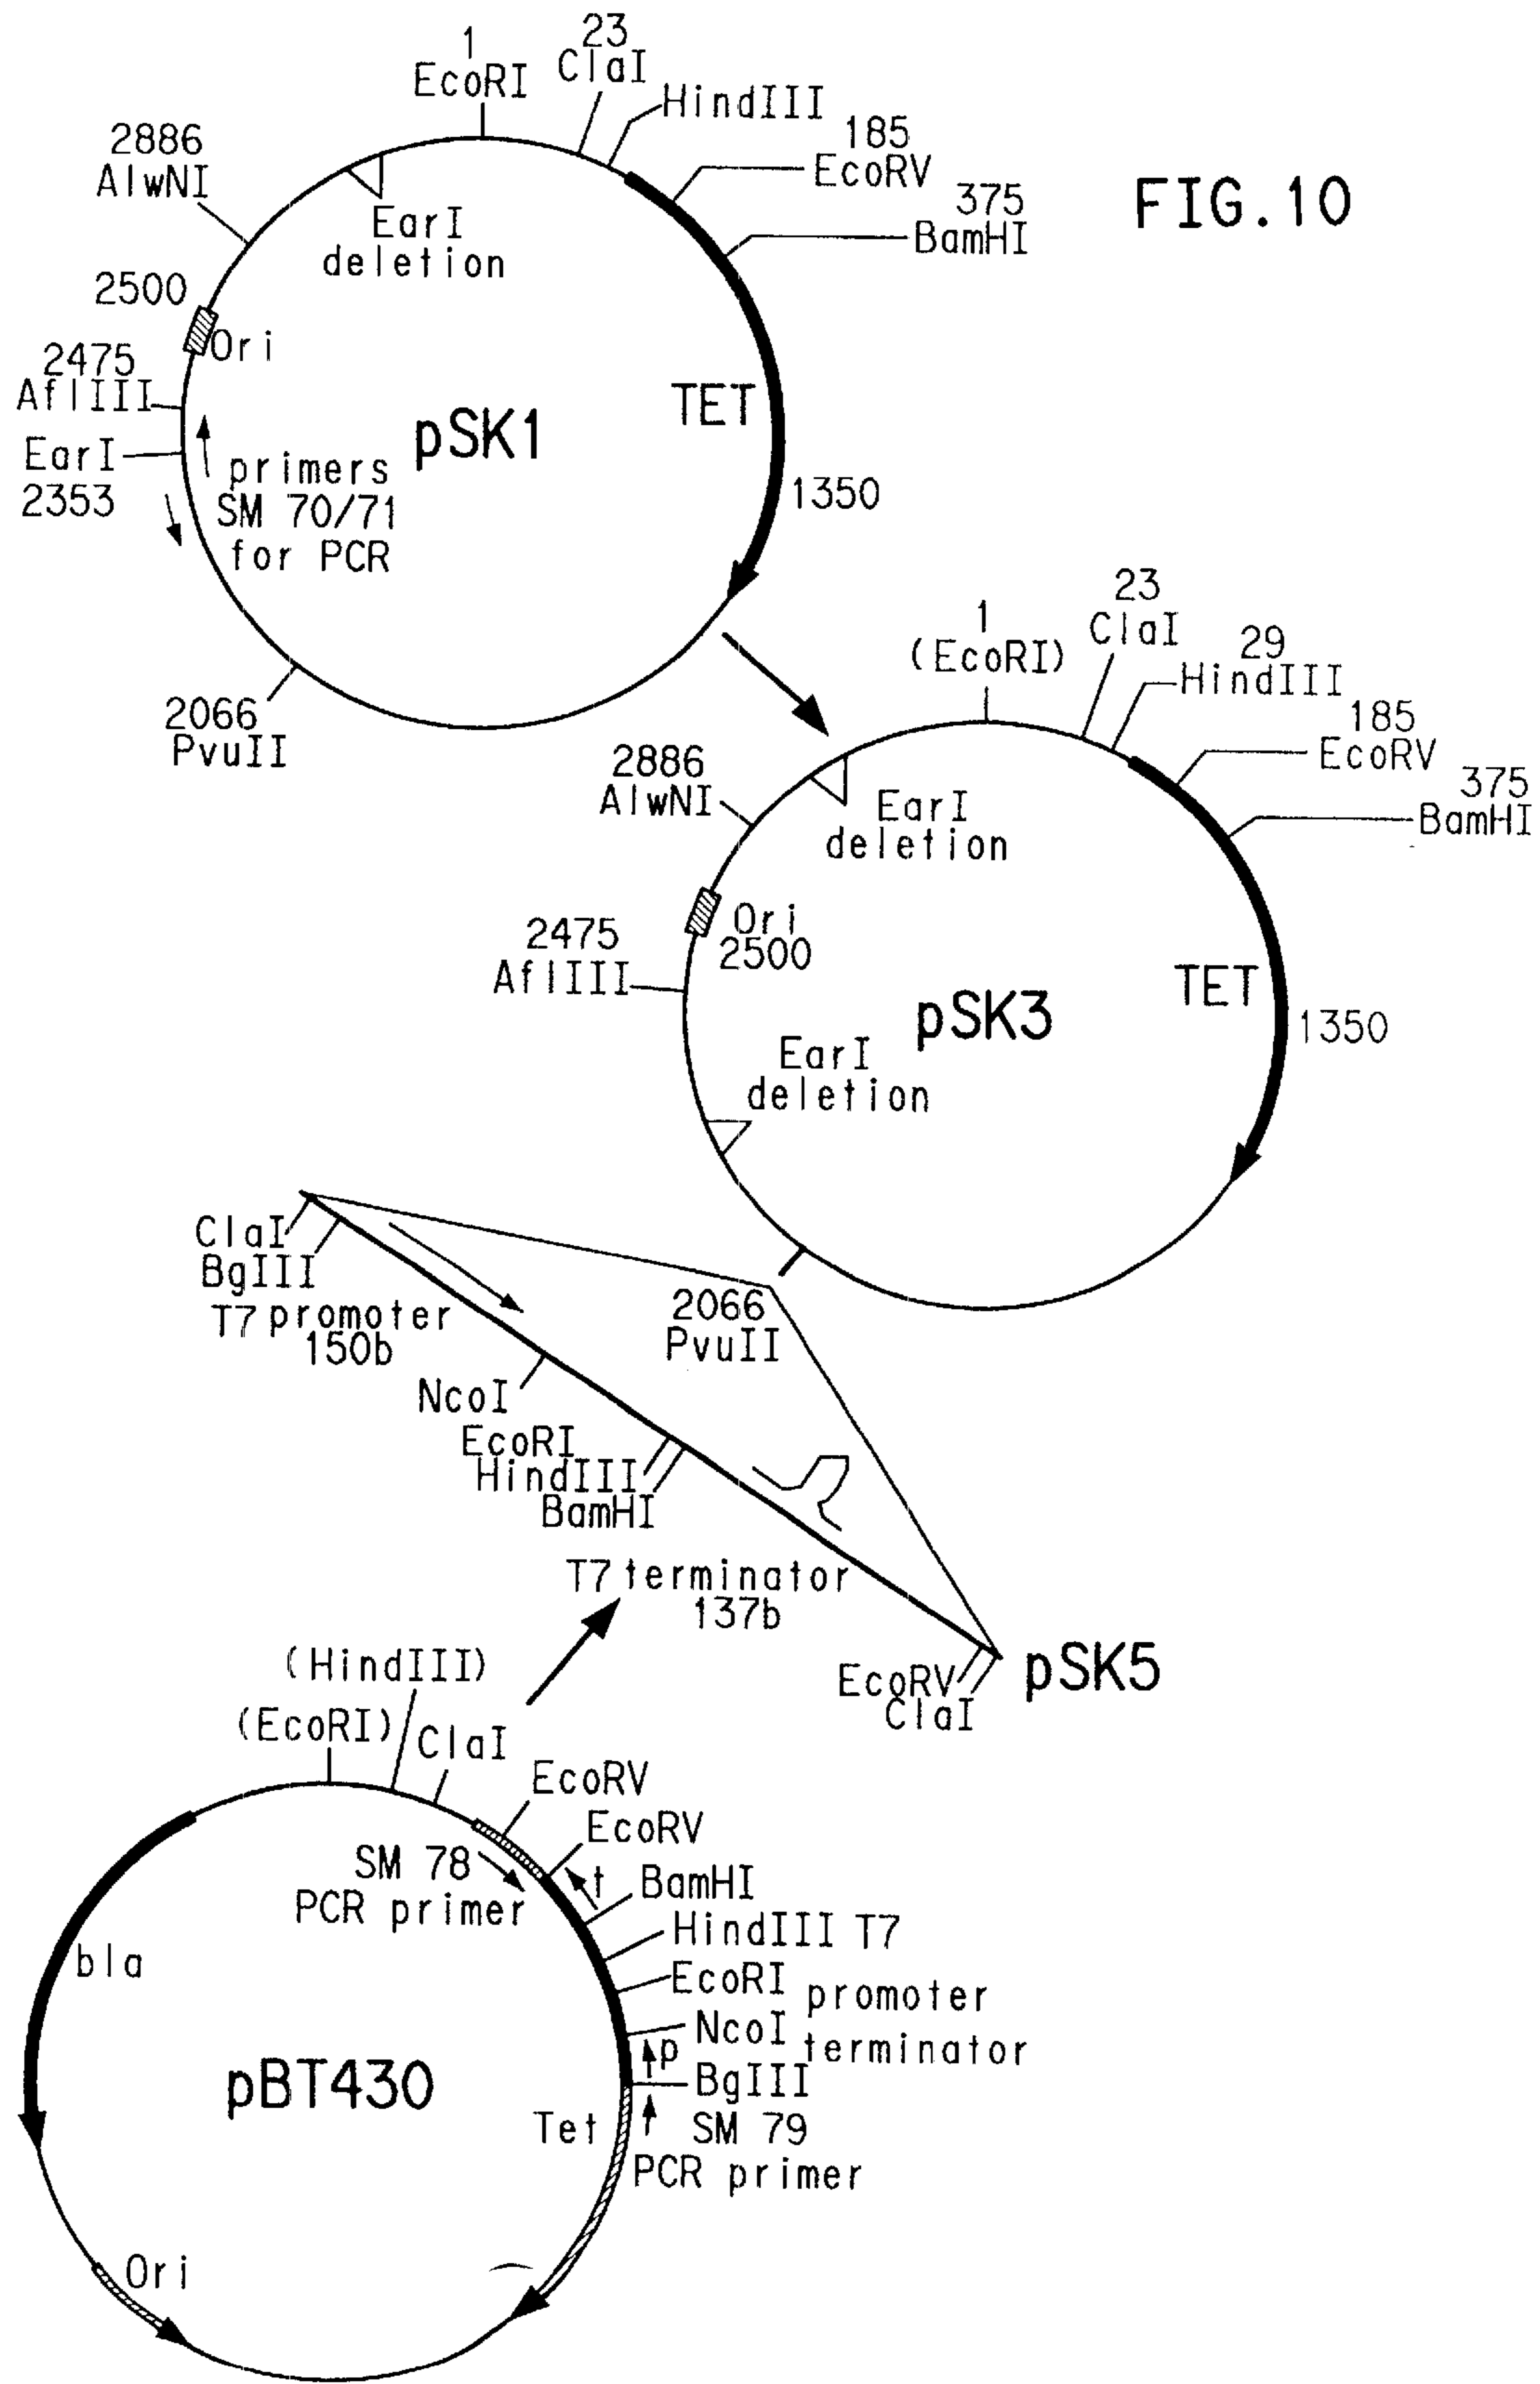 FIG.10
1
EcoRI
23
ClaI
HindIII
185
EcoRV
375
BamHI
2886
AlwNI
EarI
deletion
2500
Ori
2475
AflIII
EarI
2353
primers
SM 70/71
for PCR
pSK1
TET
1350
2066
PvuII
1
(EcoRI)
23
ClaI
29
HindIII
185
EcoRV
375
BamHI
2886
AlwNI
EarI
deletion
Ori
2500
2475
AflIII
pSK3
TET
1350
EarI
deletion
2066
PvuII
ClaI
BglII
T7 promoter
150b
NcoI
EcoRI
HindIII
BamHI
T7 terminator
137b
EcoRV
ClaI
pSK5
(HindIII)
(EcoRI)
ClaI
EcoRV
EcoRV
SM 78
PCR primer
t
BamHI
HindIII T7
EcoRI promoter
NcoI terminator
p
BglII
SM 79
PCR primer
Tet
bla
pBT430
Ori